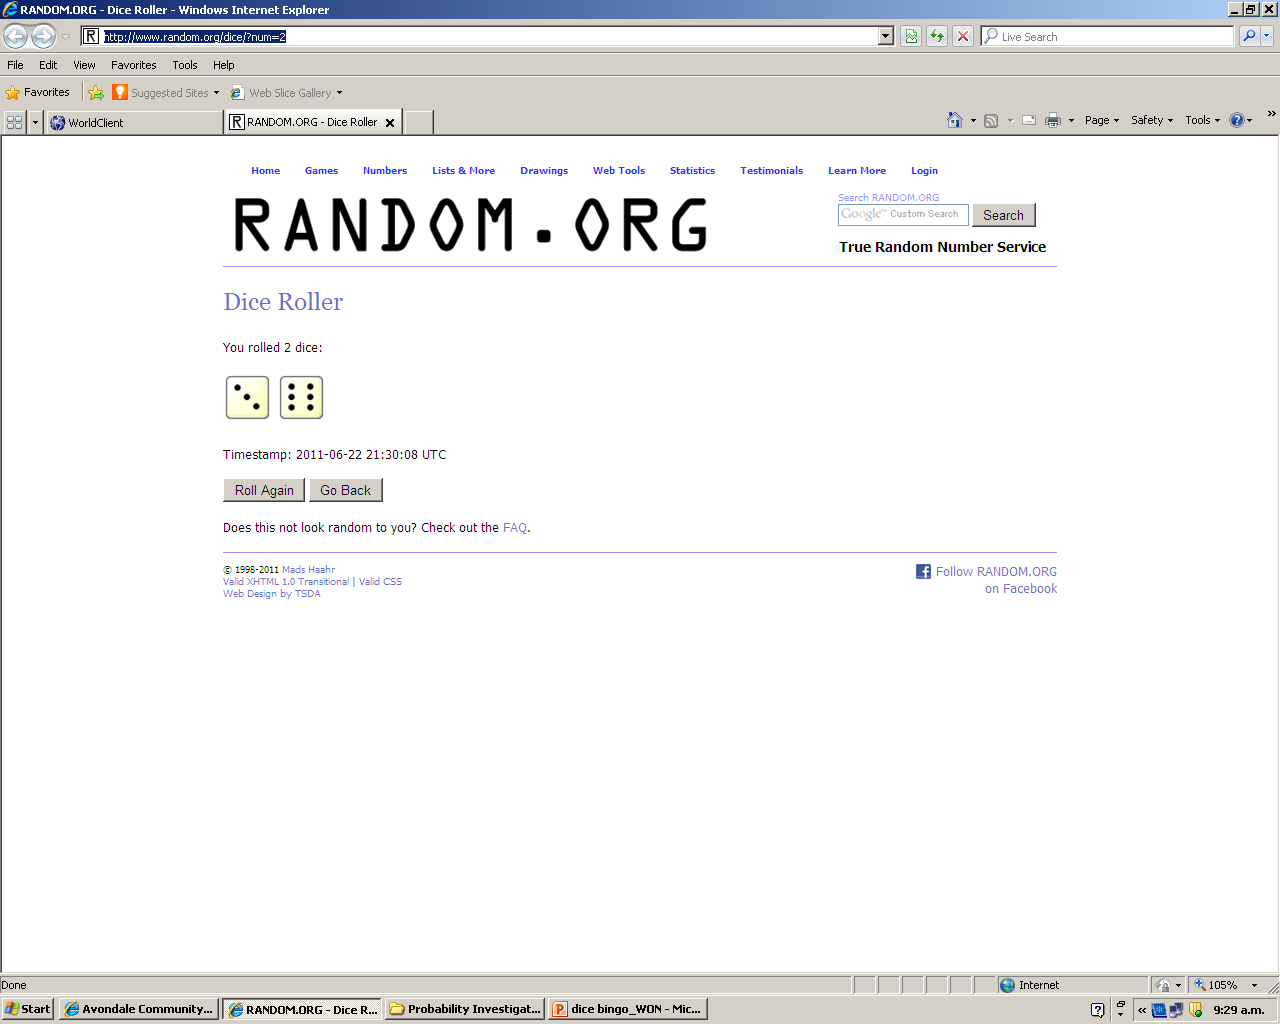 RANDOM.ORG - Dice Roller - Windows Internet Explorer
http://www.random.org/dice/?num=2
Live Search
File Edit View Favorites Tools Help
Favorites Suggested Sites Web Slice Gallery
WorldClient RANDOM.ORG - Dice Roller Page Safety Tools
Home Games Numbers Lists & More Drawings Web Tools Statistics Testimonials Learn More Login
RANDOM.ORG
Search RANDOM.ORG
Google™ Custom Search Search
True Random Number Service
Dice Roller
You rolled 2 dice:
Timestamp: 2011-06-22 21:30:08 UTC
Roll Again Go Back
Does this not look random to you? Check out the FAQ.
© 1998-2011 Mads Haahr
Valid XHTML 1.0 Transitional | Valid CSS
Web Design by TSDA
Follow RANDOM.ORG
on Facebook
Done Internet 105%
Start Avondale Community... RANDOM.ORG - Dice R... Probability Investigat... dice bingo_WON - Mic... 9:29 a.m.